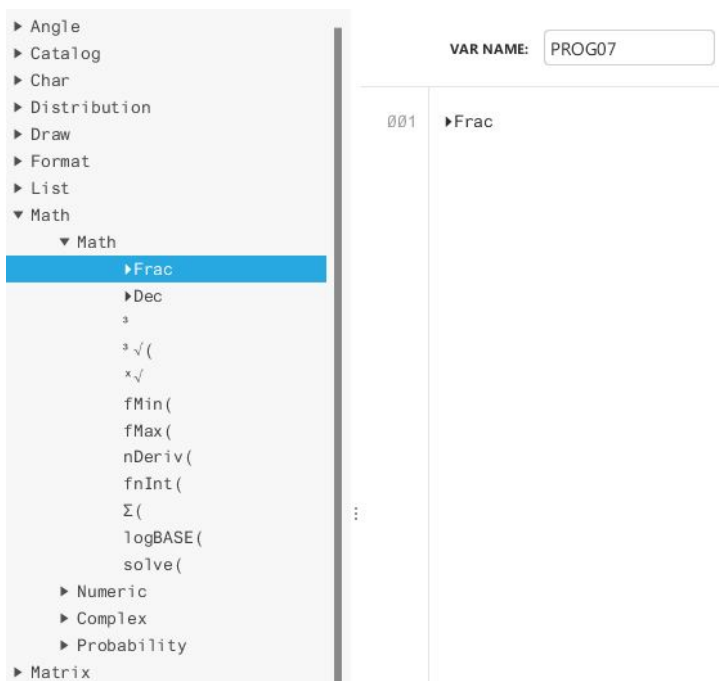 ▶ Angle
▶ Catalog
▶ Char
▶ Distribution
▶ Draw
▶ Format
▶ List
▼ Math
▼ Math
▶Frac
▶Dec
³
³√(
ˣ√
fMin(
fMax(
nDeriv(
fnInt(
Σ(
logBASE(
solve(
▶ Numeric
▶ Complex
▶ Probability
▶ Matrix
VAR NAME: PROG07
001 ▶Frac